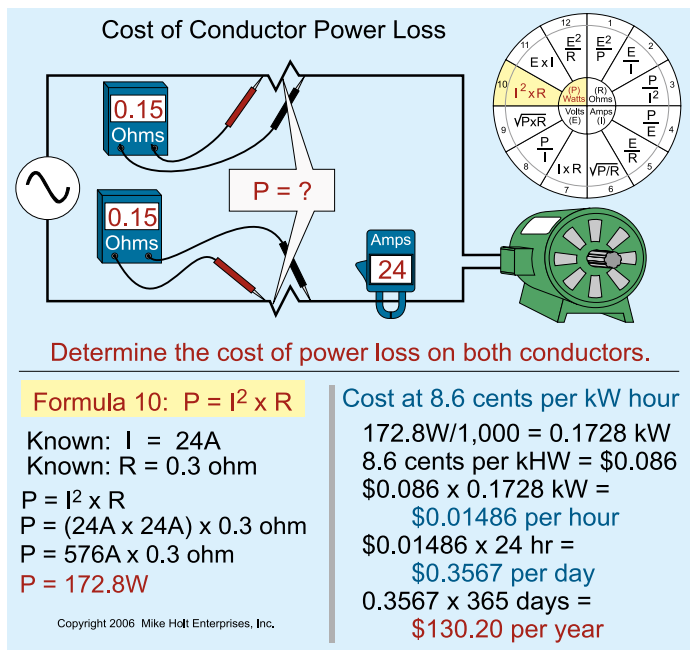 Cost of Conductor Power Loss
0.15
Ohms
0.15
Ohms
P = ?
Amps
24
12
1
2
3
4
5
6
7
8
9
10
11
E²/R
E²/P
E/I
P/I²
P/E
E/R
√P/R
I x R
P/I
√PxR
I² x R
E x I
(P)
Watts
(R)
Ohms
Volts
(E)
Amps
(I)
Determine the cost of power loss on both conductors.
Formula 10: P = I² x R
Known: I = 24A
Known: R = 0.3 ohm
P = I² x R
P = (24A x 24A) x 0.3 ohm
P = 576A x 0.3 ohm
P = 172.8W
Copyright 2006 Mike Holt Enterprises, Inc.
Cost at 8.6 cents per kW hour
172.8W/1,000 = 0.1728 kW
8.6 cents per kHW = $0.086
$0.086 x 0.1728 kW =
$0.01486 per hour
$0.01486 x 24 hr =
$0.3567 per day
0.3567 x 365 days =
$130.20 per year